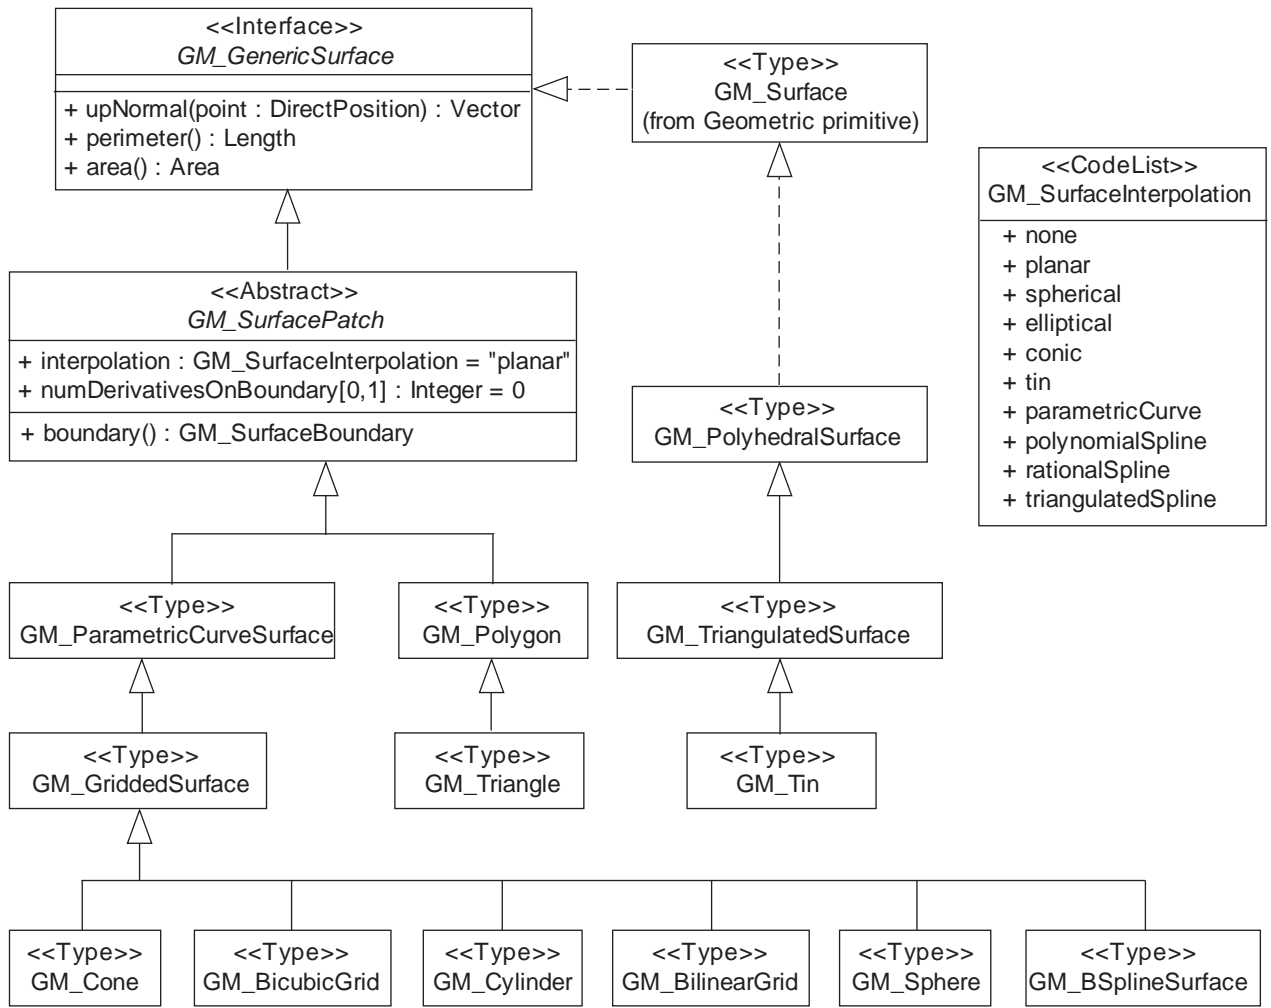 <<Interface>>
GM_GenericSurface
+ upNormal(point : DirectPosition) : Vector
+ perimeter() : Length
+ area() : Area
<<Type>>
GM_Surface
(from Geometric primitive)
<<CodeList>>
GM_SurfaceInterpolation
+ none
+ planar
+ spherical
+ elliptical
+ conic
+ tin
+ parametricCurve
+ polynomialSpline
+ rationalSpline
+ triangulatedSpline
<<Abstract>>
GM_SurfacePatch
+ interpolation : GM_SurfaceInterpolation = "planar"
+ numDerivativesOnBoundary[0,1] : Integer = 0
+ boundary() : GM_SurfaceBoundary
<<Type>>
GM_PolyhedralSurface
<<Type>>
GM_ParametricCurveSurface
<<Type>>
GM_Polygon
<<Type>>
GM_TriangulatedSurface
<<Type>>
GM_GriddedSurface
<<Type>>
GM_Triangle
<<Type>>
GM_Tin
<<Type>>
GM_Cone
<<Type>>
GM_BicubicGrid
<<Type>>
GM_Cylinder
<<Type>>
GM_BilinearGrid
<<Type>>
GM_Sphere
<<Type>>
GM_BSplineSurface